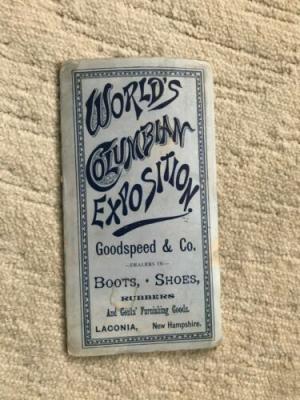 WORLD'S
COLUMBIAN
EXPOSITION.
Goodspeed & Co.
—DEALERS IN—
BOOTS, • SHOES,
RUBBERS
And Gents' Furnishing Goods.
LACONIA, New Hampshire.